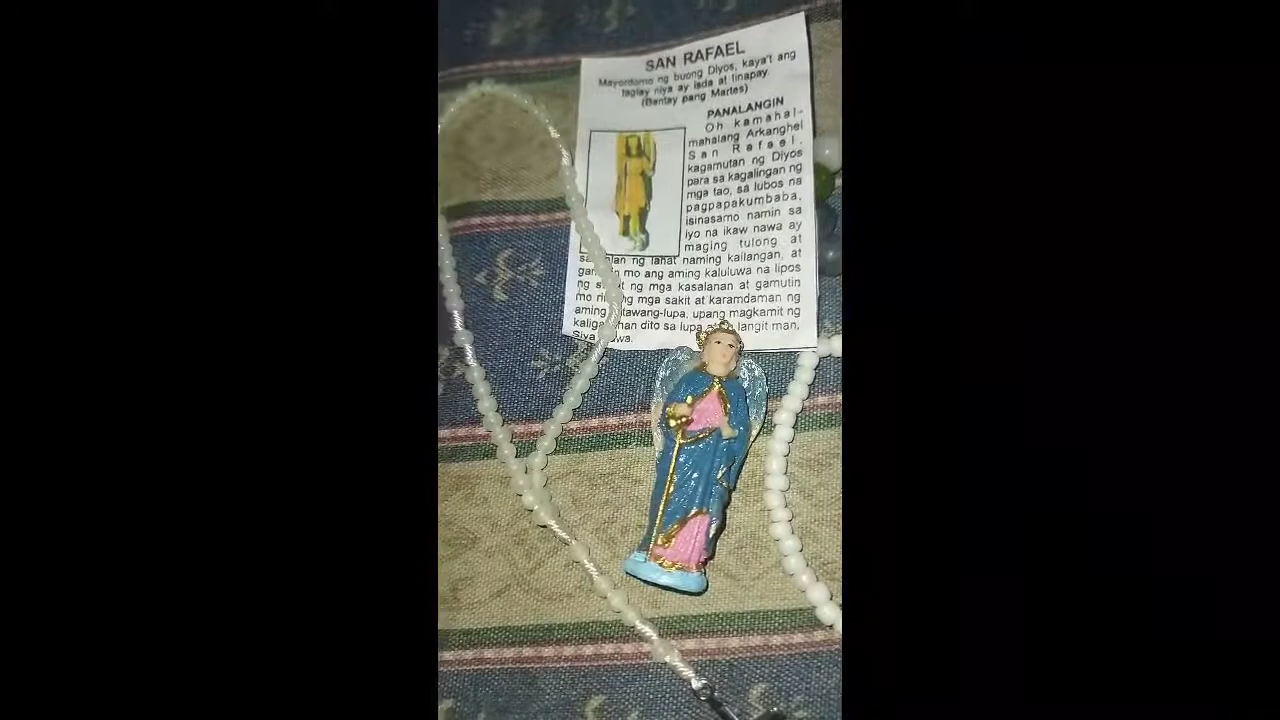 SAN RAFAEL
Mayordomo ng buong Diyos, kaya't ang
taglay niya ay isda at tinapay.
(Bantay pang Martes)
PANALANGIN
Oh kamahal-
mahalang Arkanghel
San Rafael,
kagamutan ng Diyos
para sa kagalingan ng
mga tao, sa lubos na
pagpapakumbaba,
isinasamo namin sa
iyo na ikaw nawa ay
maging tulong at
ng lahat naming kailangan, at
mo ang aming kaluluwa na lipos
ng ng mga kasalanan at gamutin
mo mga sakit at karamdaman ng
aming upang magkamit ng
dito sa lupa langit man,